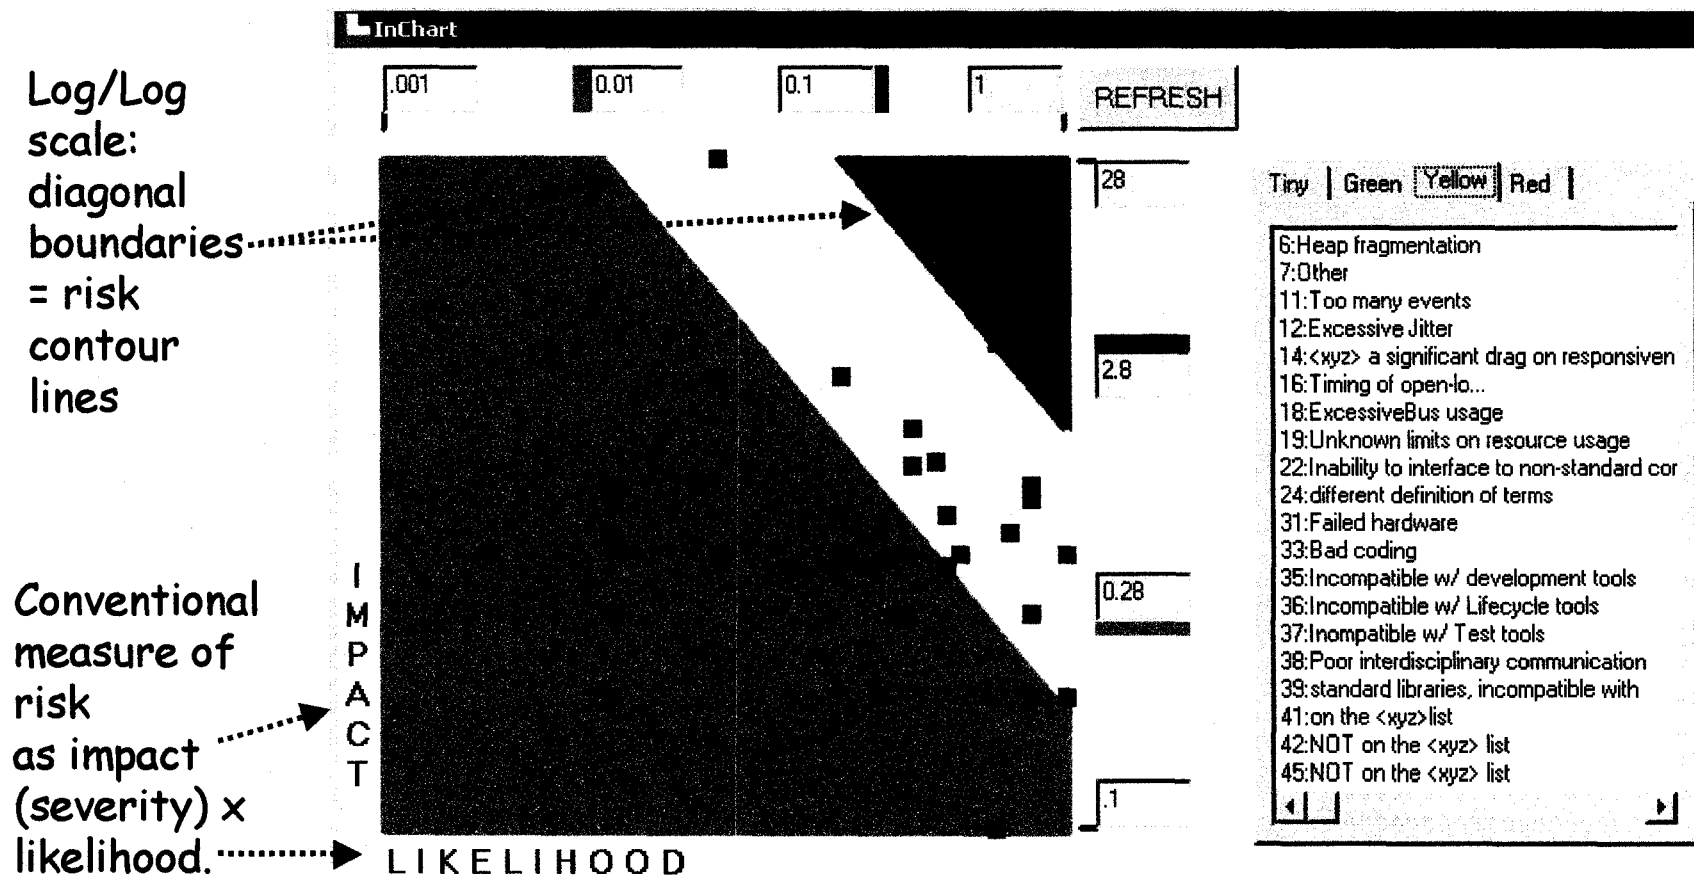 InChart
Log/Log
scale:
diagonal
boundaries
= risk
contour
lines
.001
0.01
0.1
1
REFRESH
28
2.8
0.28
.1
Tiny
Green
Yellow
Red
6:Heap fragmentation
7:Other
11:Too many events
12:Excessive Jitter
14:<xyz> a significant drag on responsiven
16:Timing of open-lo...
18:ExcessiveBus usage
19:Unknown limits on resource usage
22:Inability to interface to non-standard cor
24:different definition of terms
31:Failed hardware
33:Bad coding
35:Incompatible w/ development tools
36:Incompatible w/ Lifecycle tools
37:Inompatible w/ Test tools
38:Poor interdisciplinary communication
39:standard libraries, incompatible with
41:on the <xyz>list
42:NOT on the <xyz> list
45:NOT on the <xyz> list
Conventional
measure of
risk
as impact
(severity) x
likelihood.
IMPACT
LIKELIHOOD